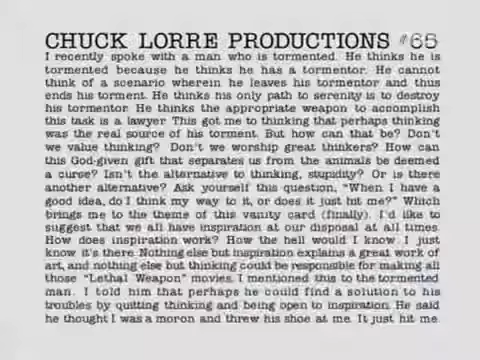 CHUCK LORRE PRODUCTIONS #65
I recently spoke with a man who is tormented. He thinks he is
tormented because he thinks he has a tormentor. He cannot
think of a scenario wherein he leaves his tormentor and thus
ends his torment. He thinks his only path to serenity is to destroy
his tormentor. He thinks the appropriate weapon to accomplish
this task is a lawyer. This got me to thinking that perhaps thinking
was the real source of his torment. But how can that be? Don't
we value thinking? Don't we worship great thinkers? How can
this God-given gift that separates us from the animals be deemed
a curse? Isn't the alternative to thinking, stupidity? Or is there
another alternative? Ask yourself this question, "When I have a
good idea, do I think my way to it, or does it just hit me?" Which
brings me to the theme of this vanity card (finally). I'd like to
suggest that we all have inspiration at our disposal at all times.
How does inspiration work? How the hell would I know. I just
know it's there. Nothing else but inspiration explains a great work of
art, and nothing else but thinking could be responsible for making all
those "Lethal Weapon" movies. I mentioned this to the tormented
man. I told him that perhaps he could find a solution to his
troubles by quitting thinking and being open to inspiration. He said
he thought I was a moron and threw his shoe at me. It just hit me.